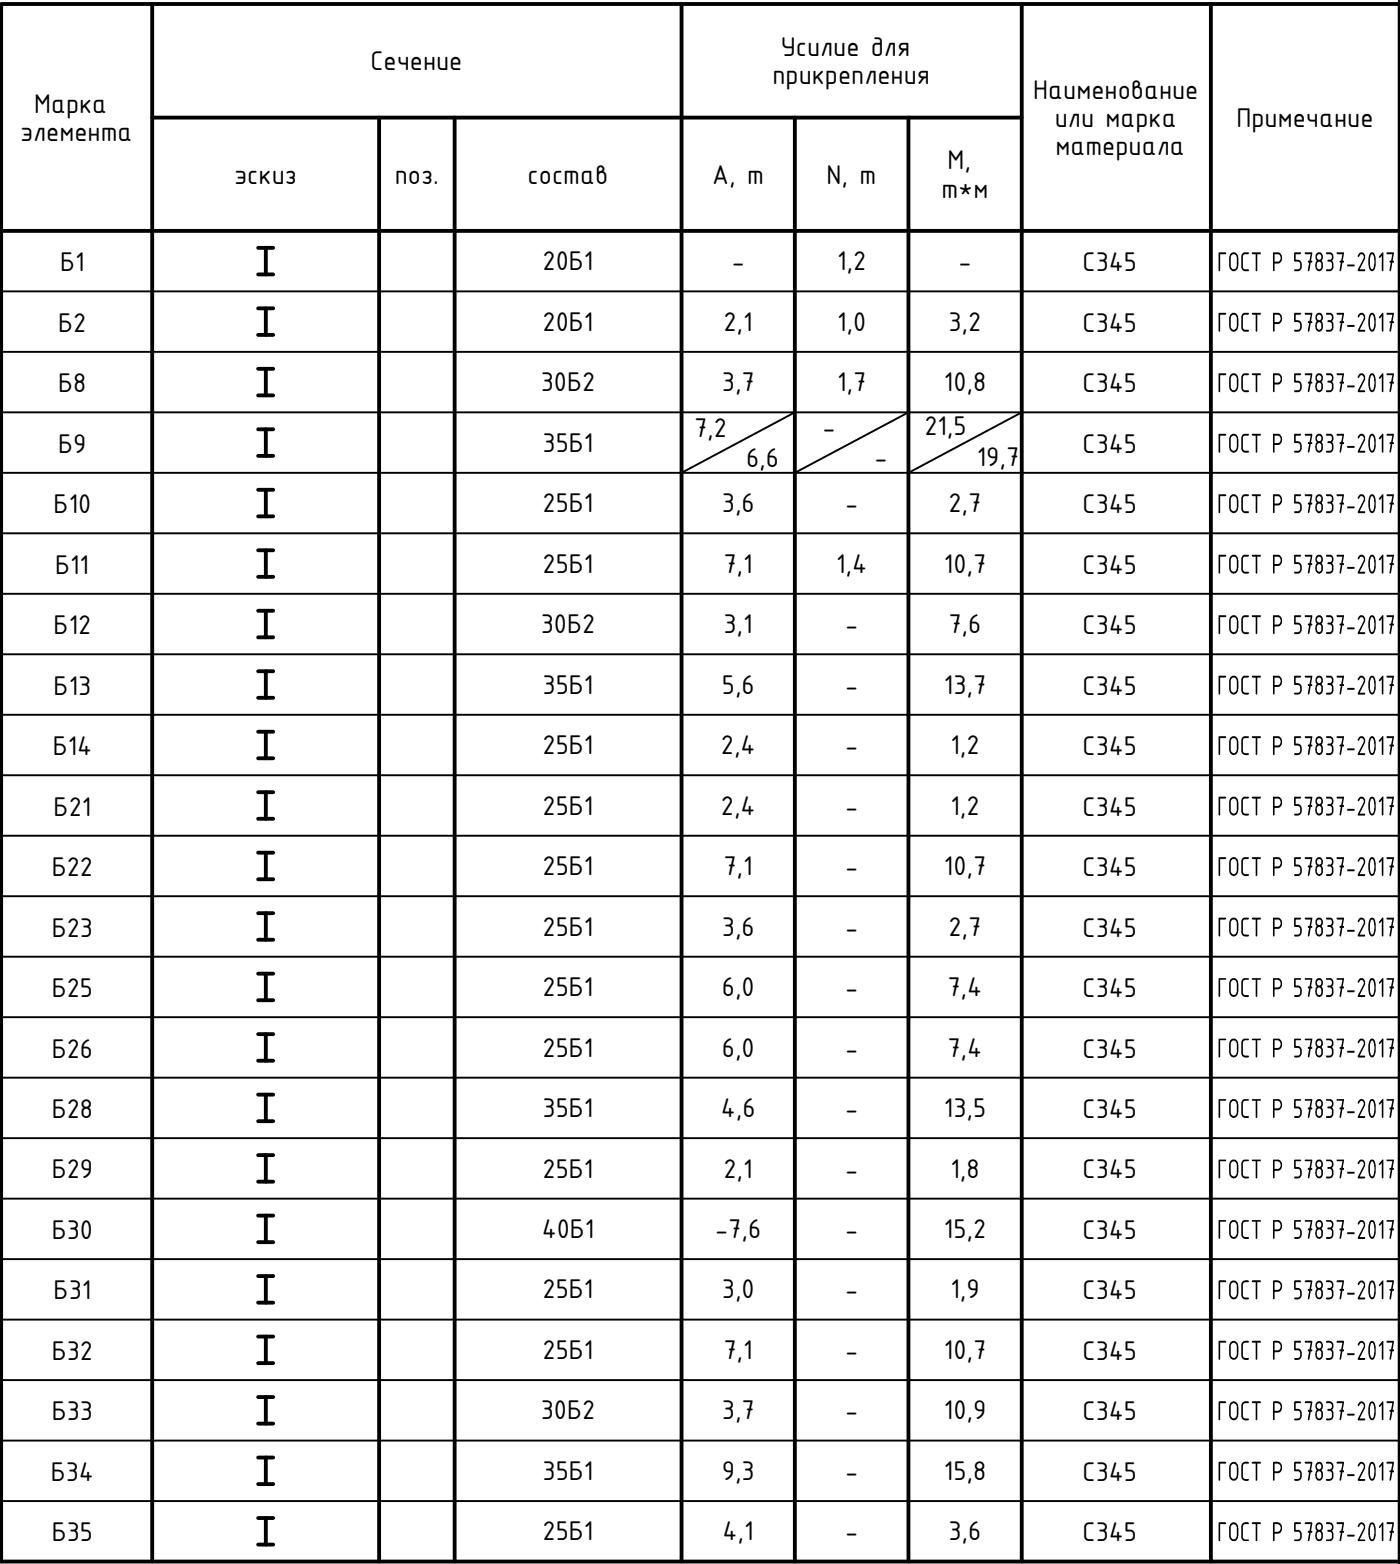 Марка элемента | Сечение | Усилие для прикрепления | Наименование или марка материала | Примечание
эскиз | поз. | состав | А, т | N, т | М, т*м
Б1 | 20Б1 | – | 1,2 | – | С345 | ГОСТ Р 57837-2017
Б2 | 20Б1 | 2,1 | 1,0 | 3,2 | С345 | ГОСТ Р 57837-2017
Б8 | 30Б2 | 3,7 | 1,7 | 10,8 | С345 | ГОСТ Р 57837-2017
Б9 | 35Б1 | 7,2 / 6,6 | – / – | 21,5 / 19,7 | С345 | ГОСТ Р 57837-2017
Б10 | 25Б1 | 3,6 | – | 2,7 | С345 | ГОСТ Р 57837-2017
Б11 | 25Б1 | 7,1 | 1,4 | 10,7 | С345 | ГОСТ Р 57837-2017
Б12 | 30Б2 | 3,1 | – | 7,6 | С345 | ГОСТ Р 57837-2017
Б13 | 35Б1 | 5,6 | – | 13,7 | С345 | ГОСТ Р 57837-2017
Б14 | 25Б1 | 2,4 | – | 1,2 | С345 | ГОСТ Р 57837-2017
Б21 | 25Б1 | 2,4 | – | 1,2 | С345 | ГОСТ Р 57837-2017
Б22 | 25Б1 | 7,1 | – | 10,7 | С345 | ГОСТ Р 57837-2017
Б23 | 25Б1 | 3,6 | – | 2,7 | С345 | ГОСТ Р 57837-2017
Б25 | 25Б1 | 6,0 | – | 7,4 | С345 | ГОСТ Р 57837-2017
Б26 | 25Б1 | 6,0 | – | 7,4 | С345 | ГОСТ Р 57837-2017
Б28 | 35Б1 | 4,6 | – | 13,5 | С345 | ГОСТ Р 57837-2017
Б29 | 25Б1 | 2,1 | – | 1,8 | С345 | ГОСТ Р 57837-2017
Б30 | 40Б1 | –7,6 | – | 15,2 | С345 | ГОСТ Р 57837-2017
Б31 | 25Б1 | 3,0 | – | 1,9 | С345 | ГОСТ Р 57837-2017
Б32 | 25Б1 | 7,1 | – | 10,7 | С345 | ГОСТ Р 57837-2017
Б33 | 30Б2 | 3,7 | – | 10,9 | С345 | ГОСТ Р 57837-2017
Б34 | 35Б1 | 9,3 | – | 15,8 | С345 | ГОСТ Р 57837-2017
Б35 | 25Б1 | 4,1 | – | 3,6 | С345 | ГОСТ Р 57837-2017